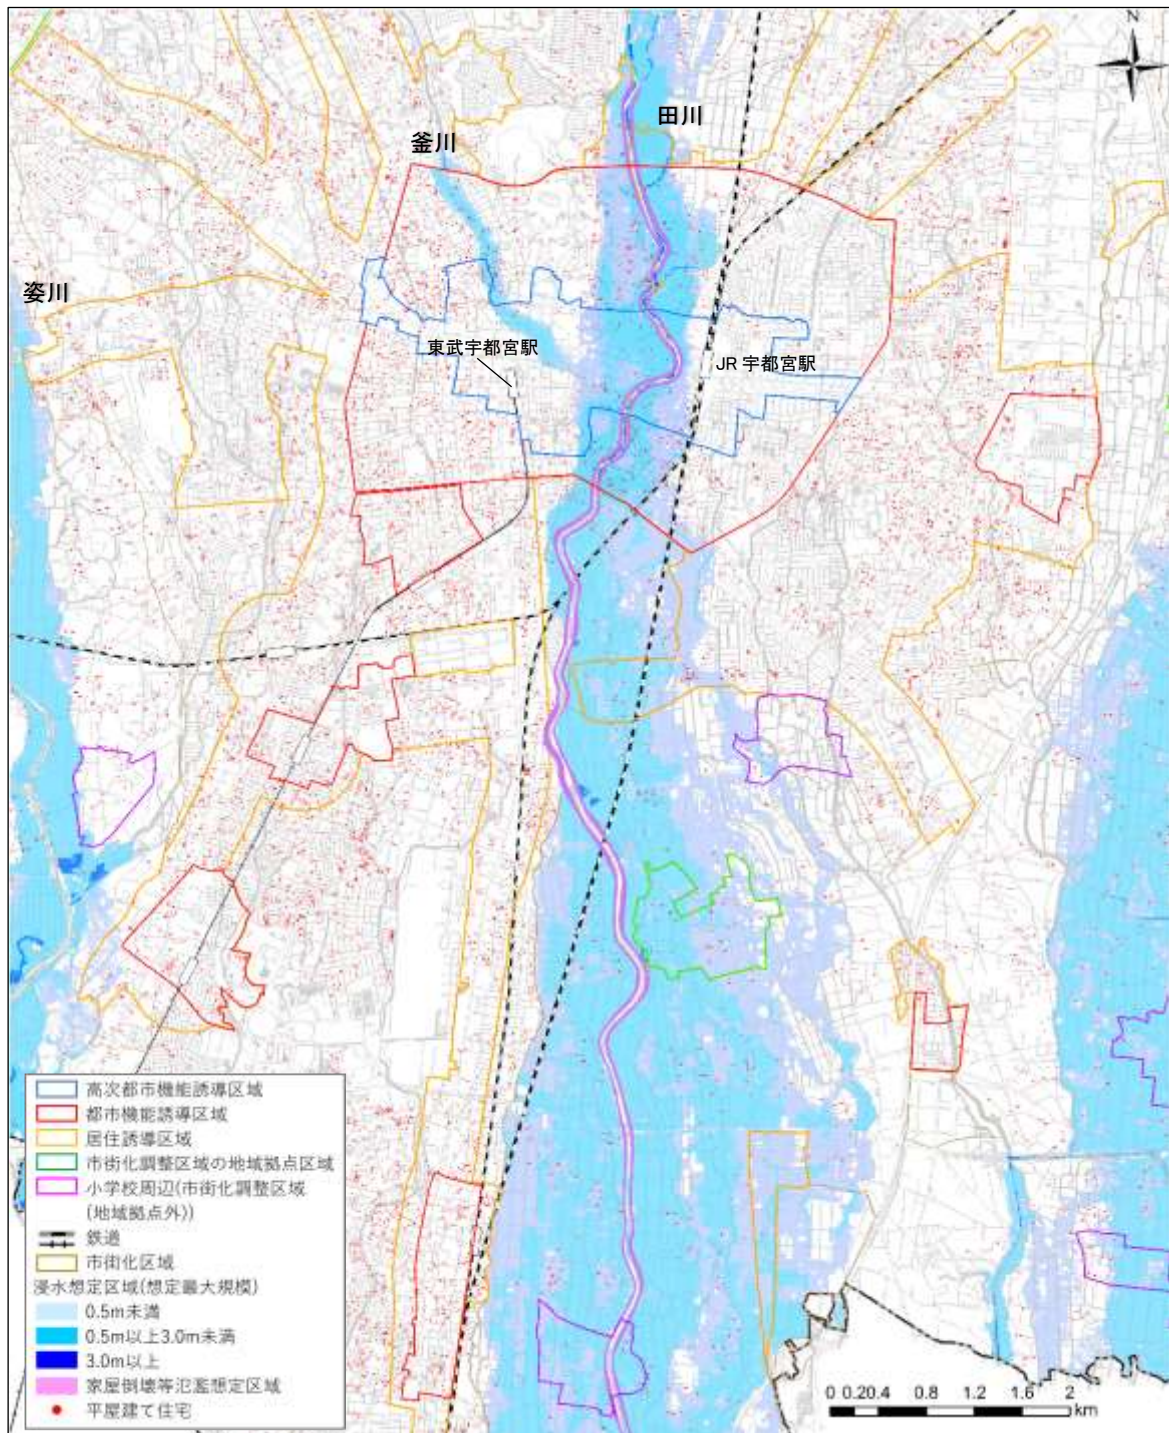 N
田川
釜川
姿川
東武宇都宮駅
JR 宇都宮駅
高次都市機能誘導区域
都市機能誘導区域
居住誘導区域
市街化調整区域の地域拠点区域
小学校周辺(市街化調整区域
(地域拠点外))
鉄道
市街化区域
浸水想定区域(想定最大規模)
0.5m未満
0.5m以上3.0m未満
3.0m以上
家屋倒壊等氾濫想定区域
平屋建て住宅
0 0.20.4 0.8 1.2 1.6 2
km